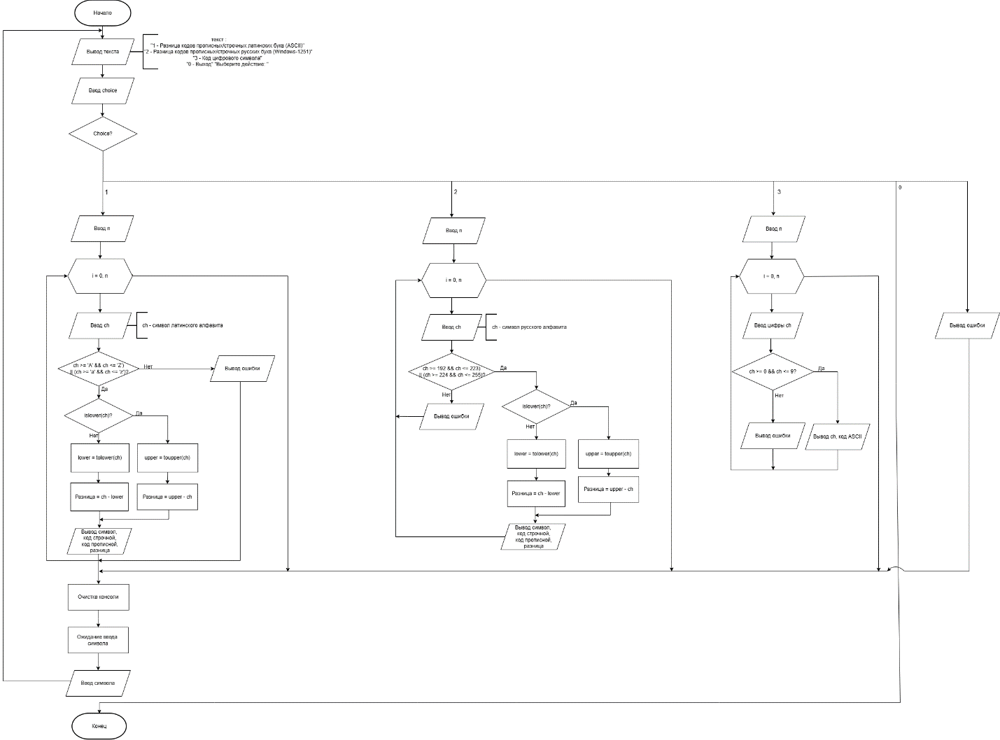 Начало
Вывод текста
текст :
"1 - Разница кодов прописных/строчных латинских букв (ASCII)"
"2 - Разница кодов прописных/строчных русских букв (Windows-1251)"
"3 - Код цифрового символа"
"0 - Выход" "Выберите действие: "
Ввод choice
Choice?
1
2
3
0
Ввод n
i = 0, n
Ввод ch
ch - символ латинского алфавита
ch >= 'A' && ch <= 'Z')
|| (ch >= 'a' && ch <= 'z')?
Нет
Вывод ошибки
Да
islower(ch)?
Да
Нет
lower = tolower(ch)
upper = toupper(ch)
Разница = ch - lower
Разница = upper - ch
Вывод символ,
код строчной,
код прописной,
разница
Ввод n
i = 0, n
Ввод ch
ch - символ русского алфавита
ch >= 192 && ch <= 223)
|| (ch >= 224 && ch <= 255)?
Да
Нет
Вывод ошибки
islower(ch)?
Да
Нет
lower = tolower(ch)
upper = toupper(ch)
Разница = ch - lower
Разница = upper - ch
Вывод символ,
код строчной,
код прописной,
разница
Ввод n
i = 0, n
Ввод цифры ch
ch >= 0 && ch <= 9?
Да
Нет
Вывод ошибки
Вывод ch, код ASCII
Вывод ошибки
Очистка консоли
Ожидание ввода
символа
Ввод символа
Конец